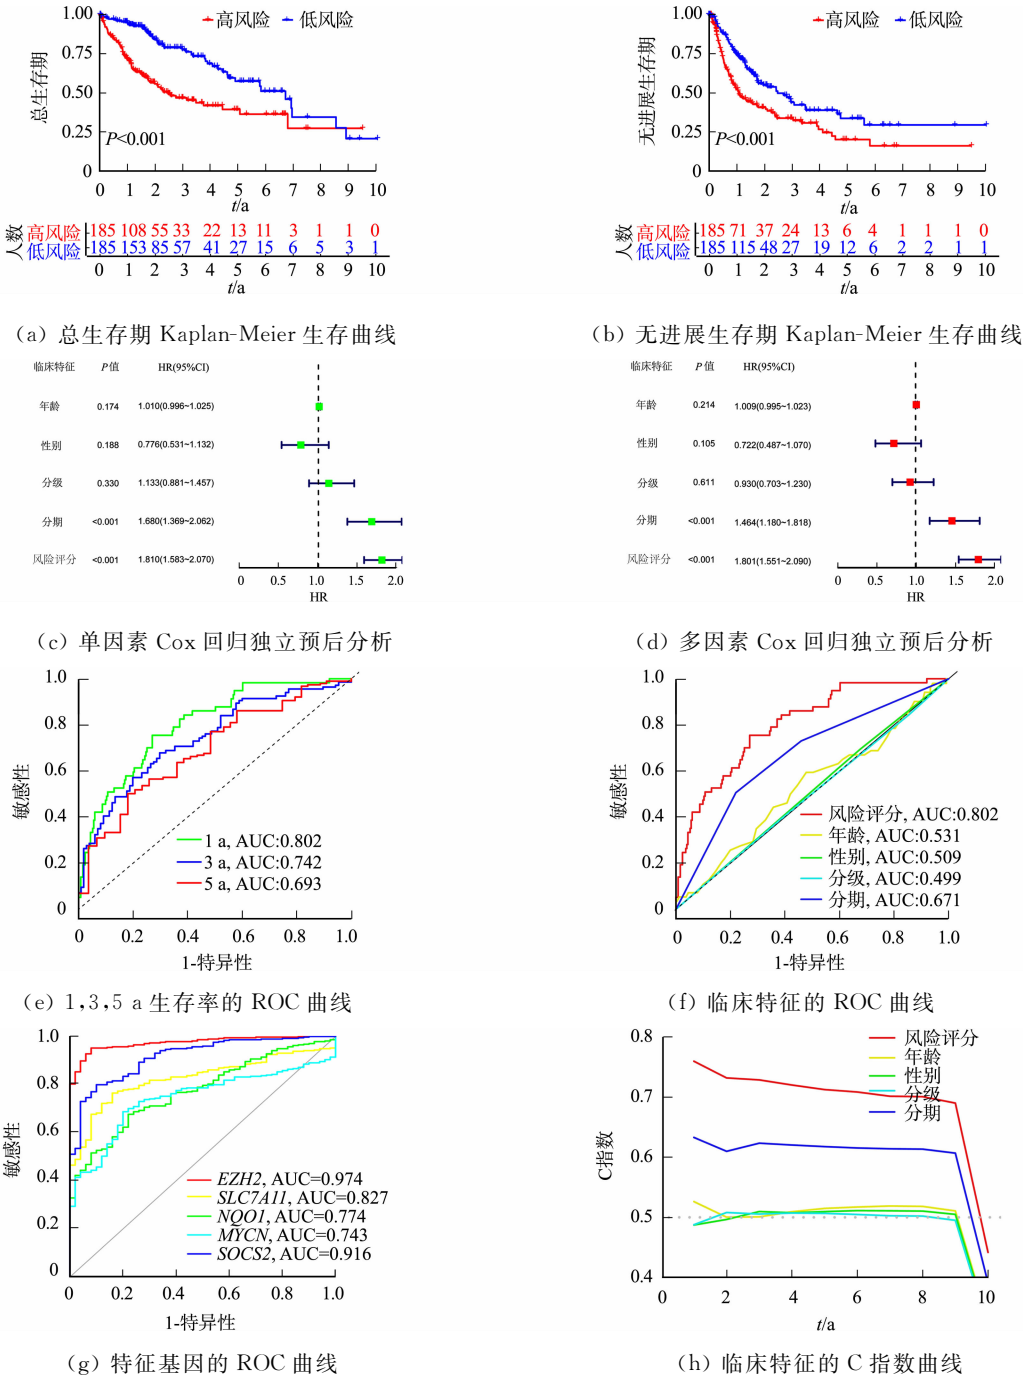 1.00
0.75
0.50
0.25
0
总生存期
高风险 低风险
P<0.001
0 1 2 3 4 5 6 7 8 9 10
t/a
人数
高风险 185 108 55 33 22 13 11 3 1 1 0
低风险 185 153 85 57 41 27 15 6 5 3 1
0 1 2 3 4 5 6 7 8 9 10
t/a
(a) 总生存期 Kaplan-Meier 生存曲线
1.00
0.75
0.50
0.25
0
无进展生存期
高风险 低风险
P<0.001
0 1 2 3 4 5 6 7 8 9 10
t/a
人数
高风险 185 71 37 24 13 6 4 1 1 1 0
低风险 185 115 48 27 19 12 6 2 2 1 1
0 1 2 3 4 5 6 7 8 9 10
t/a
(b) 无进展生存期 Kaplan-Meier 生存曲线
临床特征 P值 HR(95%CI)
年龄 0.174 1.010(0.996~1.025)
性别 0.188 0.776(0.531~1.132)
分级 0.330 1.133(0.881~1.457)
分期 <0.001 1.680(1.369~2.062)
风险评分 <0.001 1.810(1.583~2.070)
0 0.5 1.0 1.5 2.0
HR
(c) 单因素 Cox 回归独立预后分析
临床特征 P值 HR(95%CI)
年龄 0.214 1.009(0.995~1.023)
性别 0.105 0.722(0.487~1.070)
分级 0.611 0.930(0.703~1.230)
分期 <0.001 1.464(1.180~1.818)
风险评分 <0.001 1.801(1.551~2.090)
0 0.5 1.0 1.5 2.0
HR
(d) 多因素 Cox 回归独立预后分析
1.0
0.8
0.6
0.4
0.2
0
敏感性
1 a, AUC:0.802
3 a, AUC:0.742
5 a, AUC:0.693
0 0.2 0.4 0.6 0.8 1.0
1-特异性
(e) 1,3,5 a 生存率的 ROC 曲线
1.0
0.8
0.6
0.4
0.2
0
敏感性
风险评分, AUC:0.802
年龄, AUC:0.531
性别, AUC:0.509
分级, AUC:0.499
分期, AUC:0.671
0 0.2 0.4 0.6 0.8 1.0
1-特异性
(f) 临床特征的 ROC 曲线
1.0
0.8
0.6
0.4
0.2
0
敏感性
EZH2, AUC=0.974
SLC7A11, AUC=0.827
NQO1, AUC=0.774
MYCN, AUC=0.743
SOCS2, AUC=0.916
0 0.2 0.4 0.6 0.8 1.0
1-特异性
(g) 特征基因的 ROC 曲线
0.8
0.7
0.6
0.5
0.4
C指数
风险评分
年龄
性别
分级
分期
0 2 4 6 8 10
t/a
(h) 临床特征的 C 指数曲线